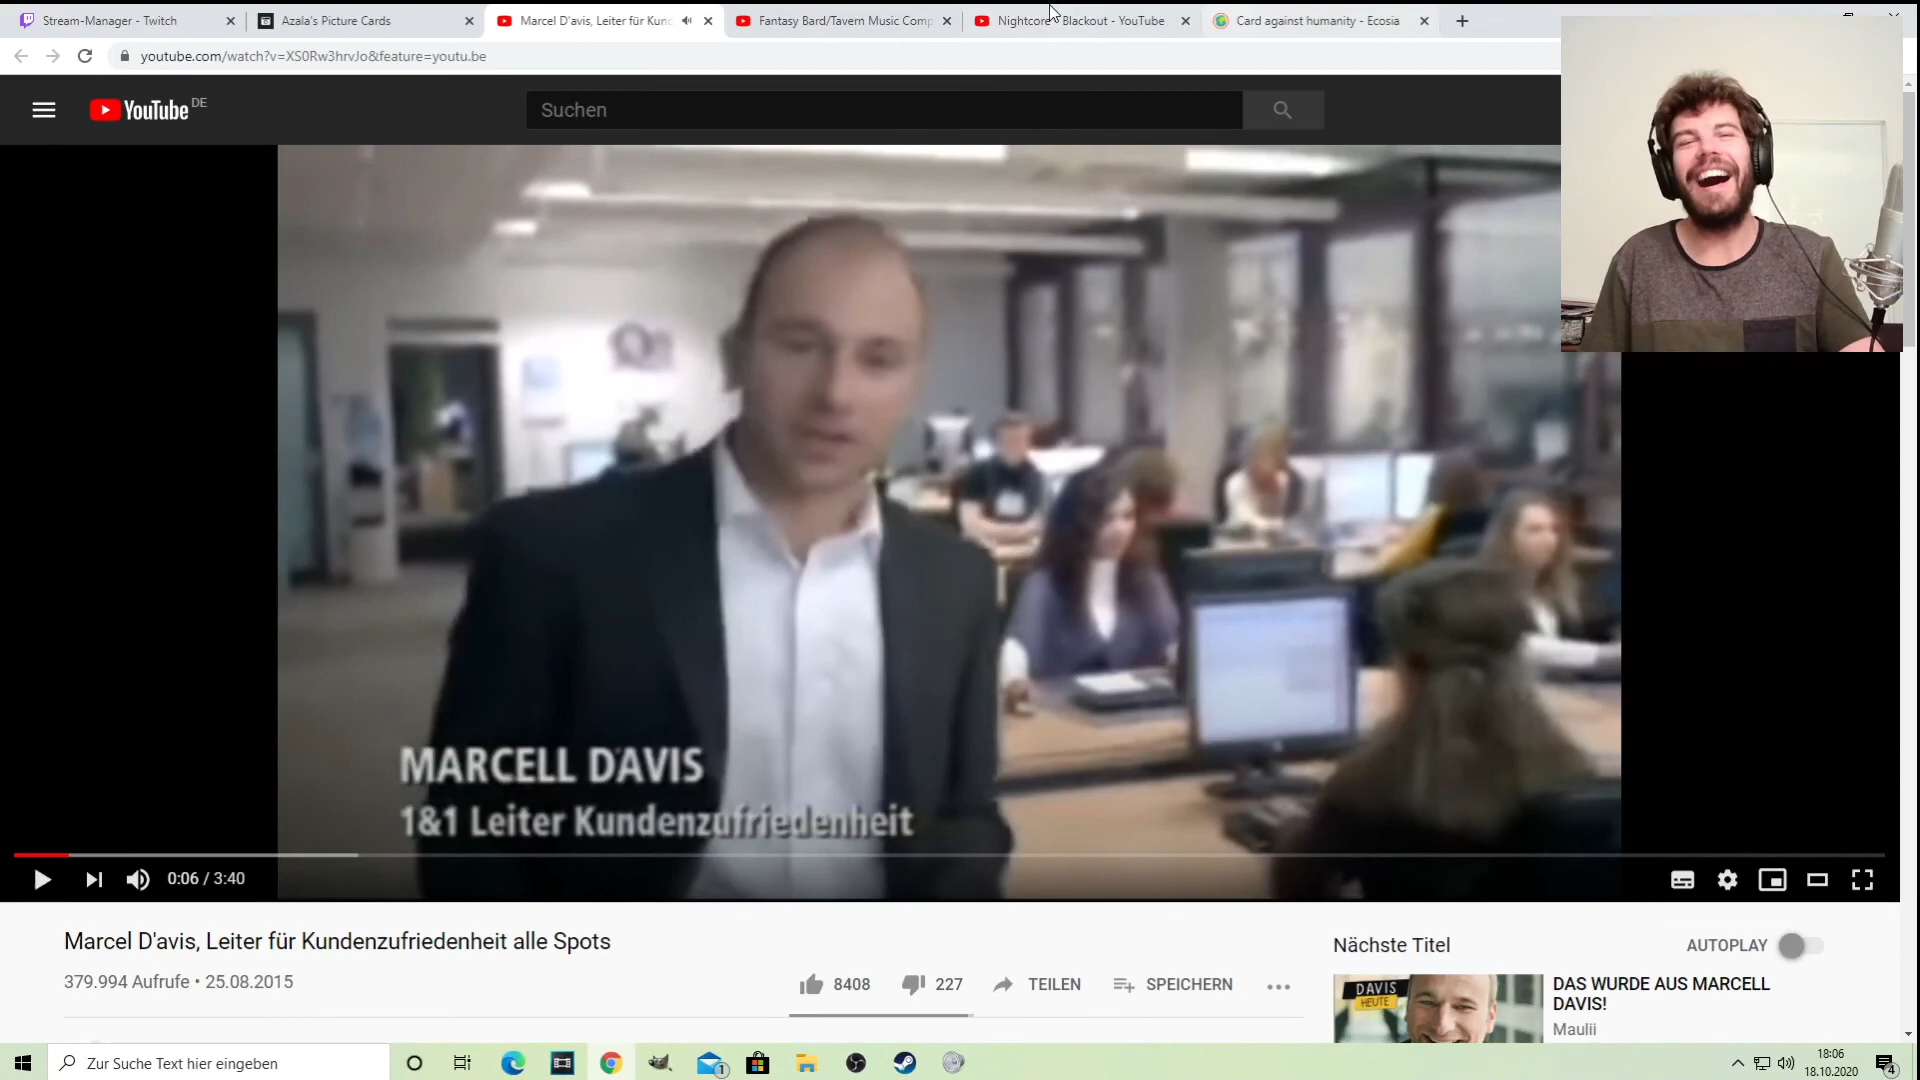 Stream-Manager - Twitch
Azala's Picture Cards
Marcel D'avis, Leiter für Kun
Fantasy Bard/Tavern Music Comp
Nightcore Blackout - YouTube
Card against humanity - Ecosia
youtube.com/watch?v=XS0Rw3hrvJo&feature=youtu.be
YouTube DE
Suchen
MARCELL D'AVIS
1&1 Leiter Kundenzufriedenheit
0:06 / 3:40
Marcel D'avis, Leiter für Kundenzufriedenheit alle Spots
379.994 Aufrufe • 25.08.2015
8408
227
TEILEN
SPEICHERN
Nächste Titel
AUTOPLAY
DAVIS
HEUTE
DAS WURDE AUS MARCELL
DAVIS!
Maulii
Zur Suche Text hier eingeben
1
18:06
18.10.2020
4